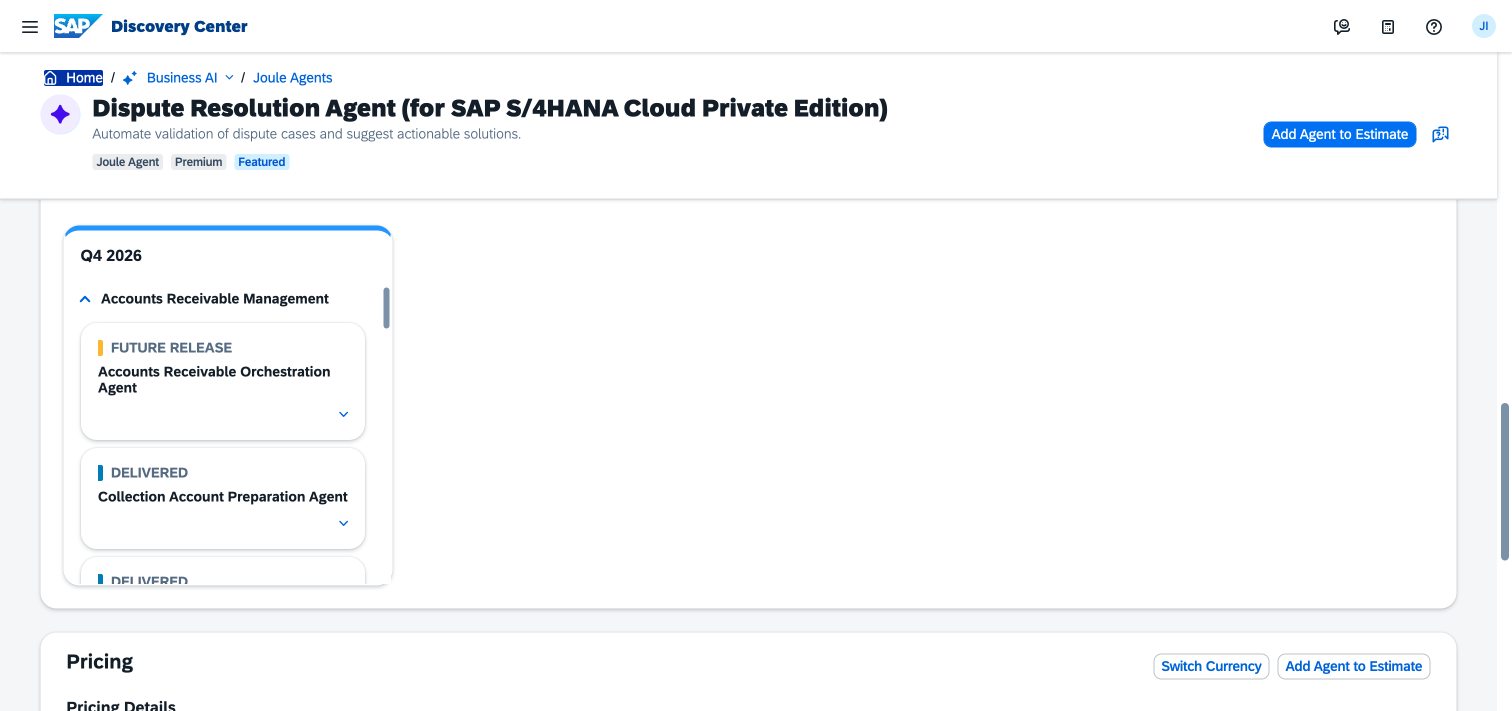 SAP Discovery Center
JI
Home / Business AI / Joule Agents
Dispute Resolution Agent (for SAP S/4HANA Cloud Private Edition)
Automate validation of dispute cases and suggest actionable solutions.
Add Agent to Estimate
Joule Agent Premium Featured
Q4 2026
Accounts Receivable Management
FUTURE RELEASE
Accounts Receivable Orchestration
Agent
DELIVERED
Collection Account Preparation Agent
DELIVERED
Pricing
Switch Currency Add Agent to Estimate
Pricing Details